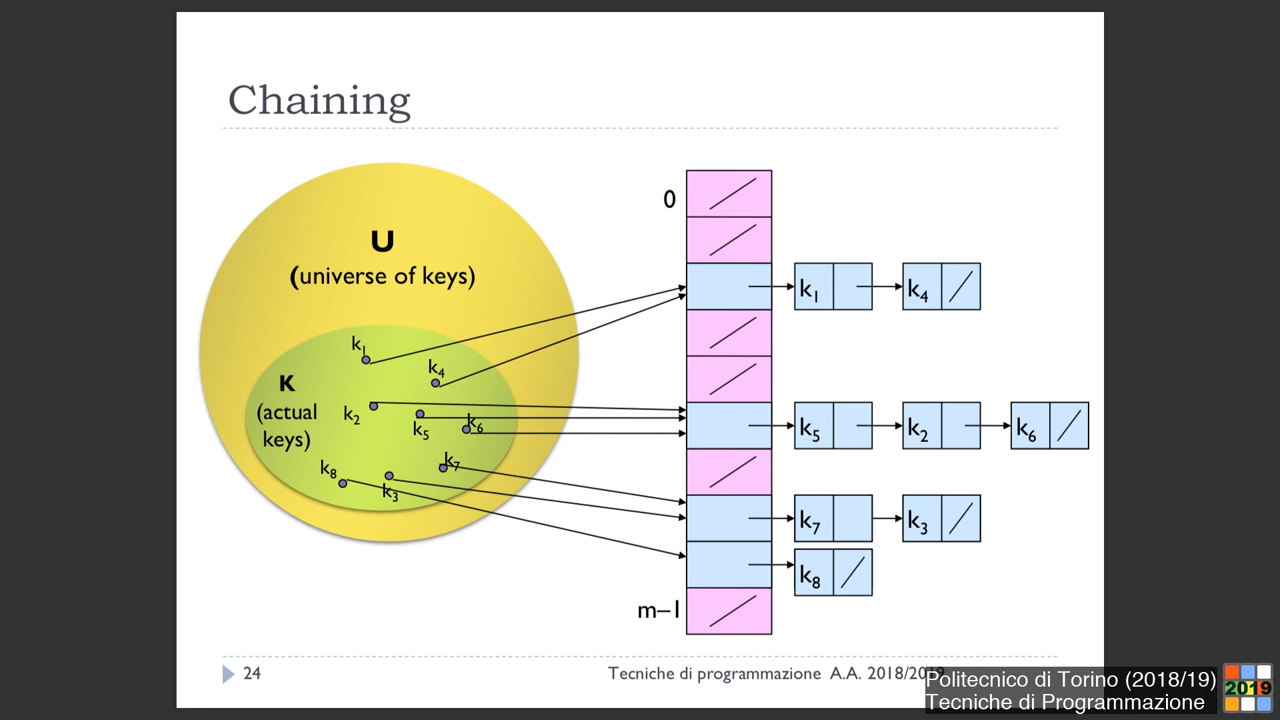 Chaining
U
(universe of keys)
K
(actual
keys)
k1
k4
k2
k5
k6
k7
k8
k3
0
m–1
k1
k4
k5
k2
k6
k7
k3
k8
24
Tecniche di programmazione A.A. 2018/2019
Politecnico di Torino (2018/19)
Tecniche di Programmazione
2019